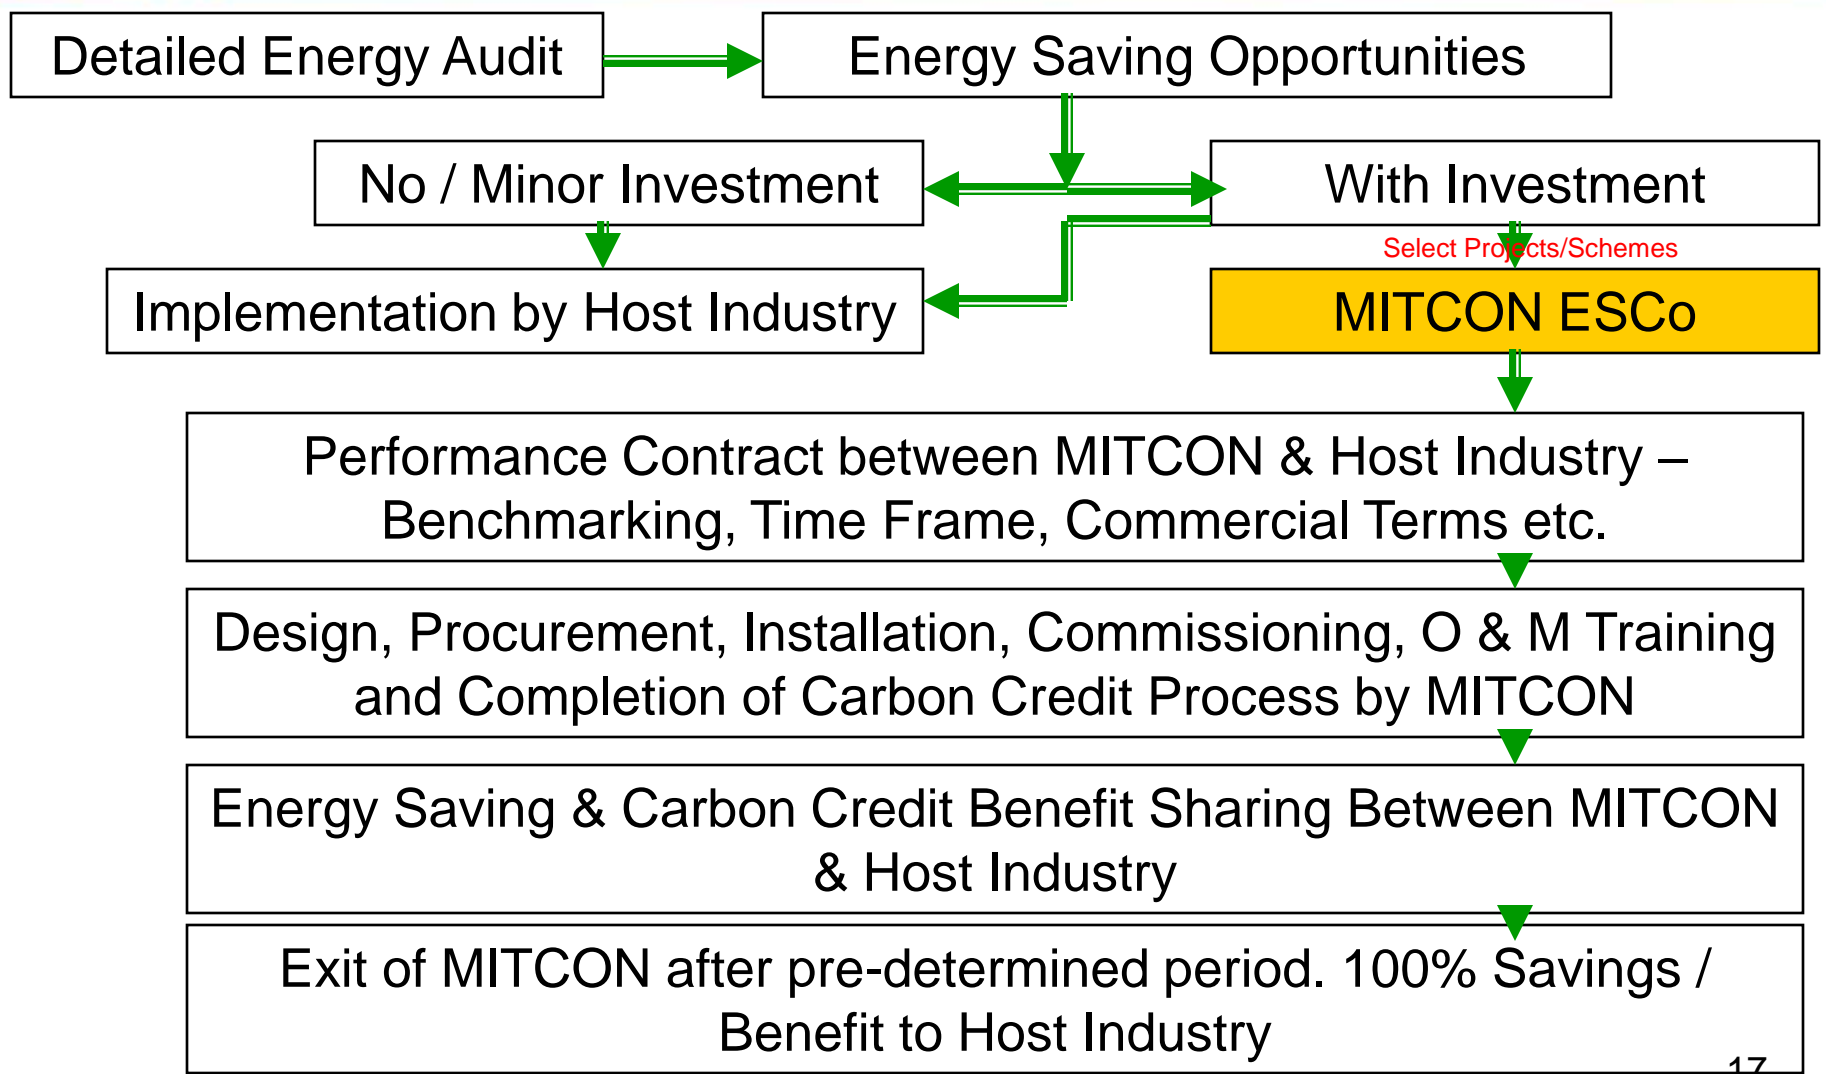 Detailed Energy Audit
Energy Saving Opportunities
No / Minor Investment
With Investment
Select Projects/Schemes
Implementation by Host Industry
MITCON ESCo
Performance Contract between MITCON & Host Industry –
Benchmarking, Time Frame, Commercial Terms etc.
Design, Procurement, Installation, Commissioning, O & M Training
and Completion of Carbon Credit Process by MITCON
Energy Saving & Carbon Credit Benefit Sharing Between MITCON
& Host Industry
Exit of MITCON after pre-determined period. 100% Savings /
Benefit to Host Industry
17